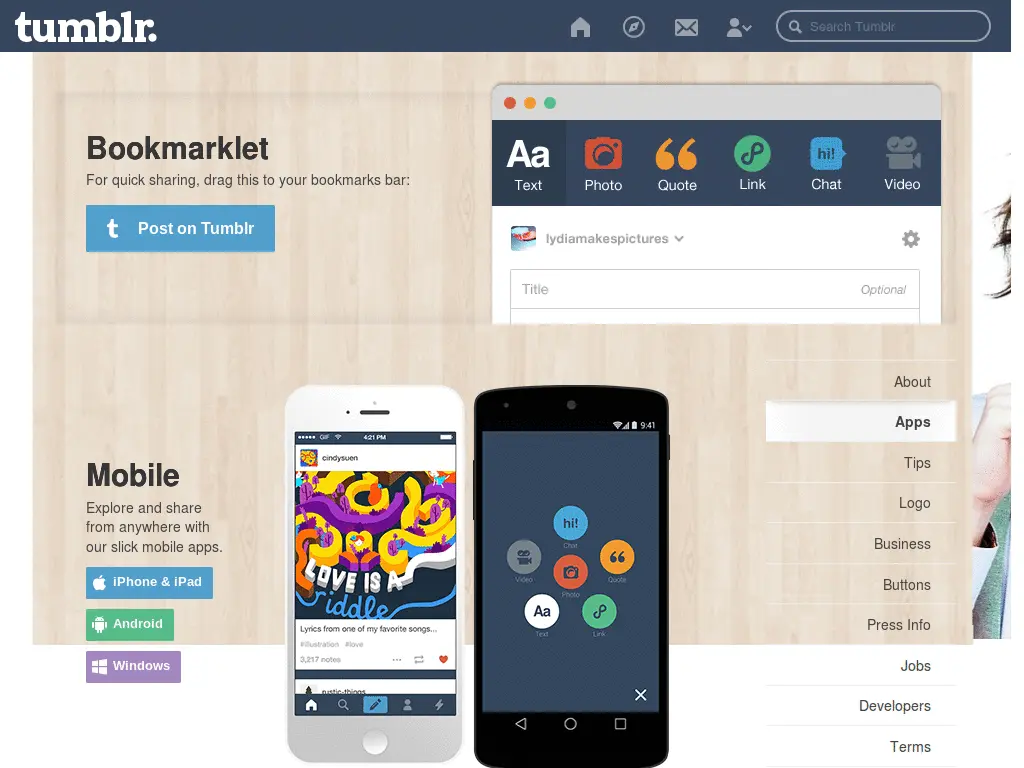 tumblr.
Search Tumblr
Bookmarklet
For quick sharing, drag this to your bookmarks bar:
t Post on Tumblr
Aa
hi!
Text
Photo
Quote
Link
Chat
Video
lydiamakespictures
Title
Optional
Mobile
Explore and share
from anywhere with
our slick mobile apps.
iPhone & iPad
Android
Windows
GIF
4:21 PM
cindysuen
LOVE IS A
riddle
Lyrics from one of my favorite songs...
#illustration #love
3,217 notes
rustic-things
9:41
hi!
Chat
Video
Quote
Photo
Aa
Text
Link
About
Apps
Tips
Logo
Business
Buttons
Press Info
Jobs
Developers
Terms